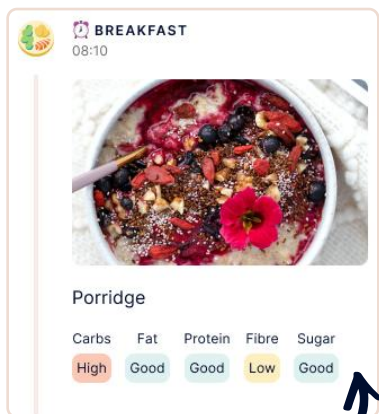 BREAKFAST
08:10
Porridge
Carbs Fat Protein Fibre Sugar
High Good Good Low Good